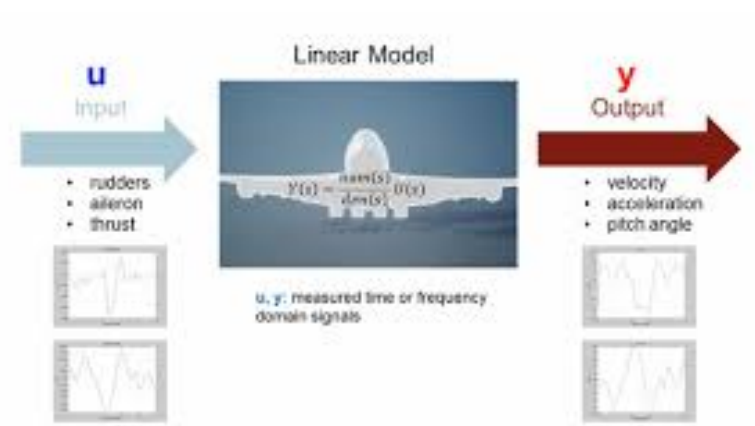 Linear Model
u
Input
• rudders
• aileron
• thrust
Y(s) = num(s)/den(s) U(s)
u, y: measured time or frequency
domain signals
y
Output
• velocity
• acceleration
• pitch angle